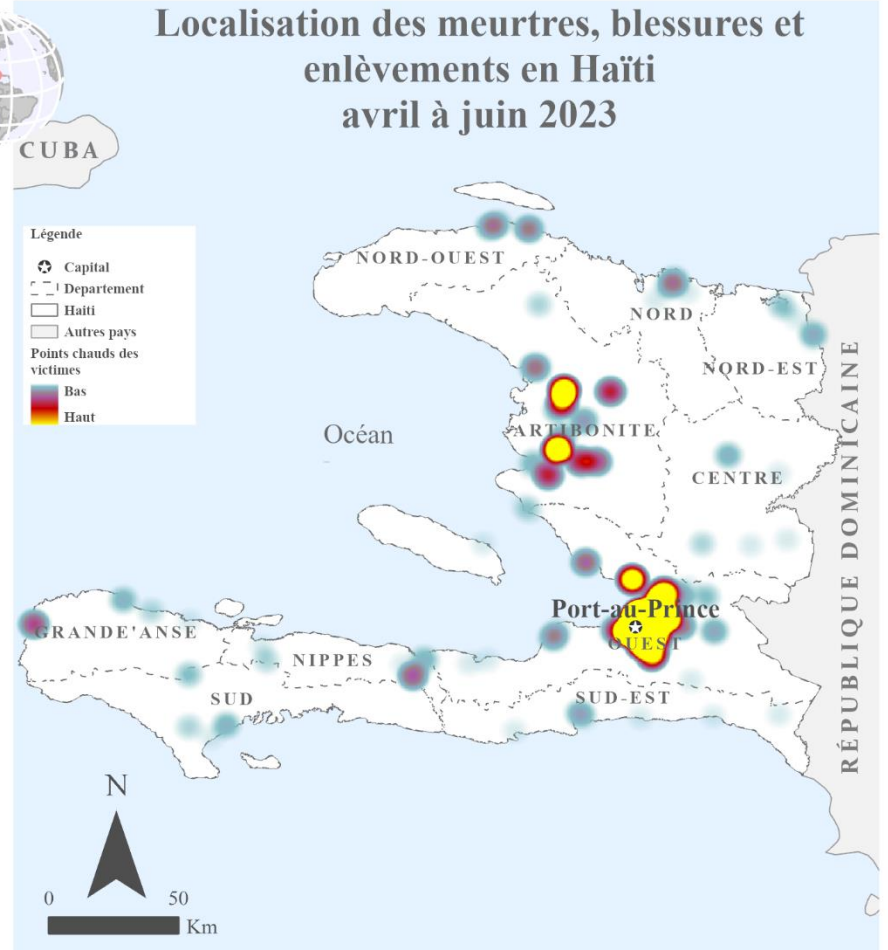 Localisation des meurtres, blessures et
enlèvements en Haïti
avril à juin 2023
CUBA
Légende
Capital
Departement
Haiti
Autres pays
Points chauds des
victimes
Bas
Haut
NORD-OUEST
NORD
NORD-EST
Océan
ARTIBONITE
CENTRE
RÉPUBLIQUE DOMINICAINE
Port-au-Prince
OUEST
GRANDE'ANSE
NIPPES
SUD
SUD-EST
N
0 50
Km